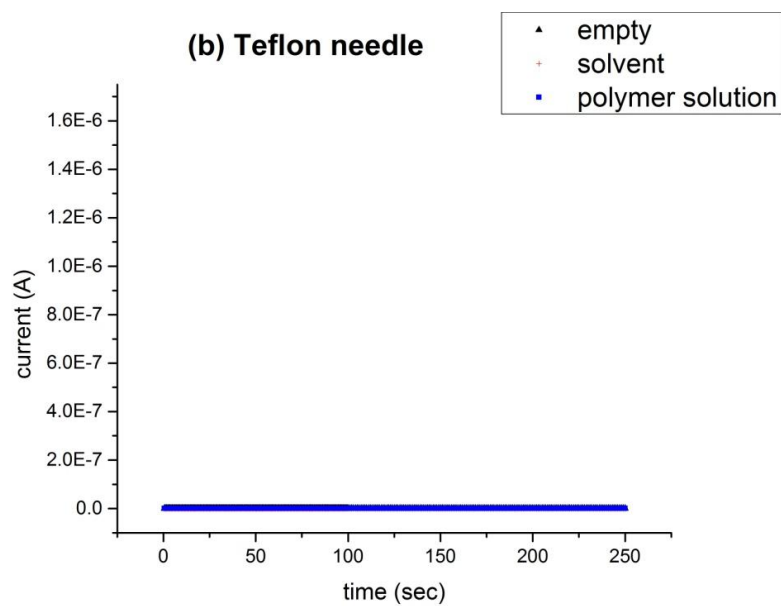 (b) Teflon needle
empty
solvent
polymer solution
1.6E-6
1.4E-6
1.2E-6
1.0E-6
8.0E-7
6.0E-7
4.0E-7
2.0E-7
0.0
current (A)
0 50 100 150 200 250
time (sec)